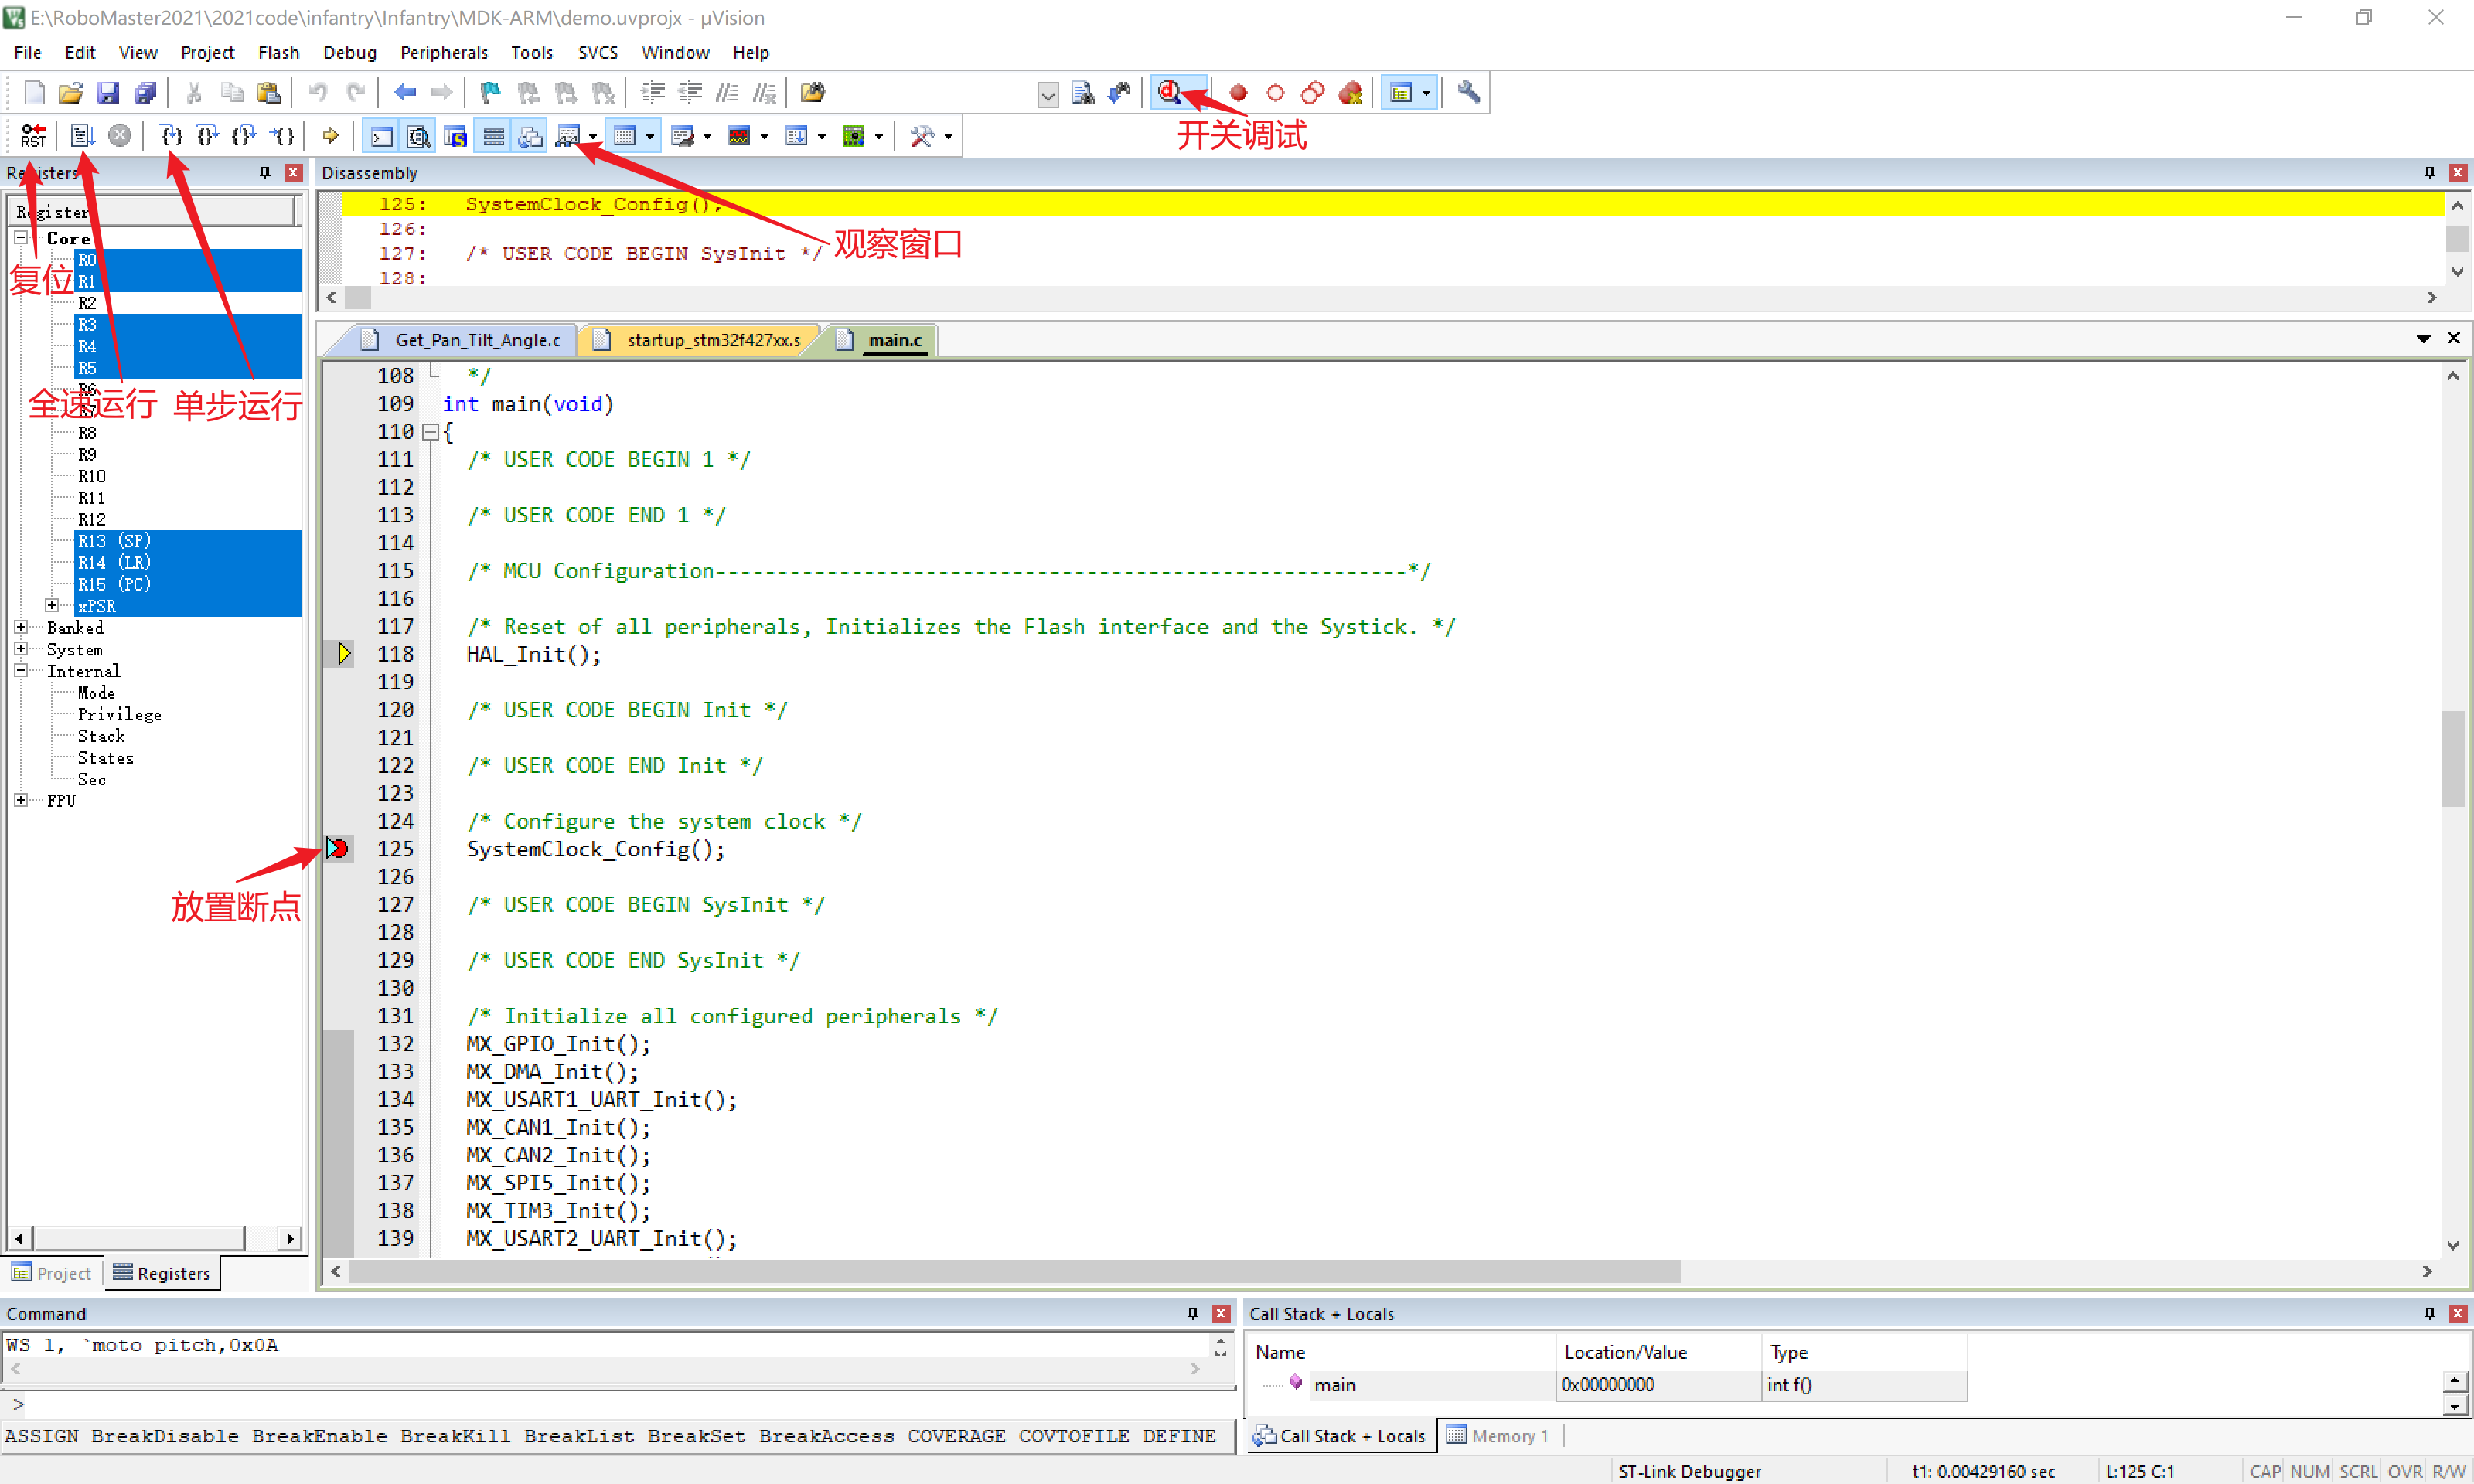 E:\RoboMaster2021\2021code\infantry\Infantry\MDK-ARM\demo.uvprojx - µVision
File Edit View Project Flash Debug Peripherals Tools SVCS Window Help
RST
开关调试
Registers
Disassembly
Register
125: SystemClock_Config();
126:
127: /* USER CODE BEGIN SysInit */
128:
观察窗口
Core
R0
复位
R1
R2
R3
R4
R5
R6
全速运行 单步运行
R7
R8
R9
R10
R11
R12
R13 (SP)
R14 (LR)
R15 (PC)
xPSR
Banked
System
Internal
Mode
Privilege
Stack
States
Sec
FPU
放置断点
Project Registers
Get_Pan_Tilt_Angle.c startup_stm32f427xx.s main.c
108 */
109 int main(void)
110 {
111 /* USER CODE BEGIN 1 */
112
113 /* USER CODE END 1 */
114
115 /* MCU Configuration--------------------------------------------------------*/
116
117 /* Reset of all peripherals, Initializes the Flash interface and the Systick. */
118 HAL_Init();
119
120 /* USER CODE BEGIN Init */
121
122 /* USER CODE END Init */
123
124 /* Configure the system clock */
125 SystemClock_Config();
126
127 /* USER CODE BEGIN SysInit */
128
129 /* USER CODE END SysInit */
130
131 /* Initialize all configured peripherals */
132 MX_GPIO_Init();
133 MX_DMA_Init();
134 MX_USART1_UART_Init();
135 MX_CAN1_Init();
136 MX_CAN2_Init();
137 MX_SPI5_Init();
138 MX_TIM3_Init();
139 MX_USART2_UART_Init();
Command
WS 1, `moto pitch,0x0A
>
ASSIGN BreakDisable BreakEnable BreakKill BreakList BreakSet BreakAccess COVERAGE COVTOFILE DEFINE
Call Stack + Locals
Name Location/Value Type
main 0x00000000 int f()
Call Stack + Locals Memory 1
ST-Link Debugger t1: 0.00429160 sec L:125 C:1 CAP NUM SCRL OVR R/W